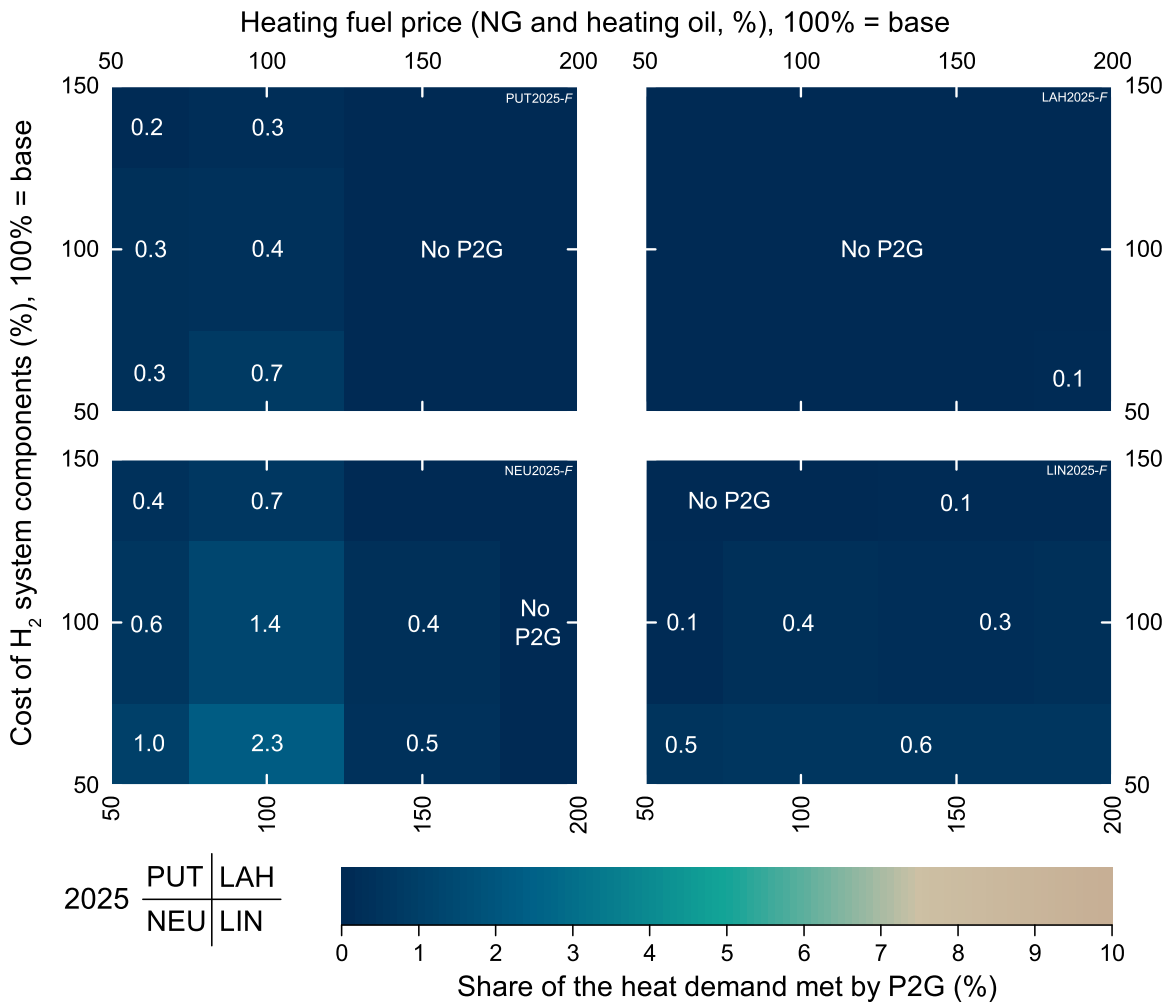 Heating fuel price (NG and heating oil, %), 100% = base
50 100 150 200 50 100 150 200
Cost of H₂ system components (%), 100% = base
150 PUT2025-F LAH2025-F 150
0.2 0.3
100 0.3 0.4 No P2G No P2G 100
0.3 0.7 0.1
50 50
150 NEU2025-F LIN2025-F 150
0.4 0.7 No P2G 0.1
100 0.6 1.4 0.4 No 0.1 0.4 0.3 100
P2G
1.0 2.3 0.5 0.5 0.6
50 50
50 100 150 200 50 100 150 200
2025 PUT LAH
NEU LIN
0 1 2 3 4 5 6 7 8 9 10
Share of the heat demand met by P2G (%)